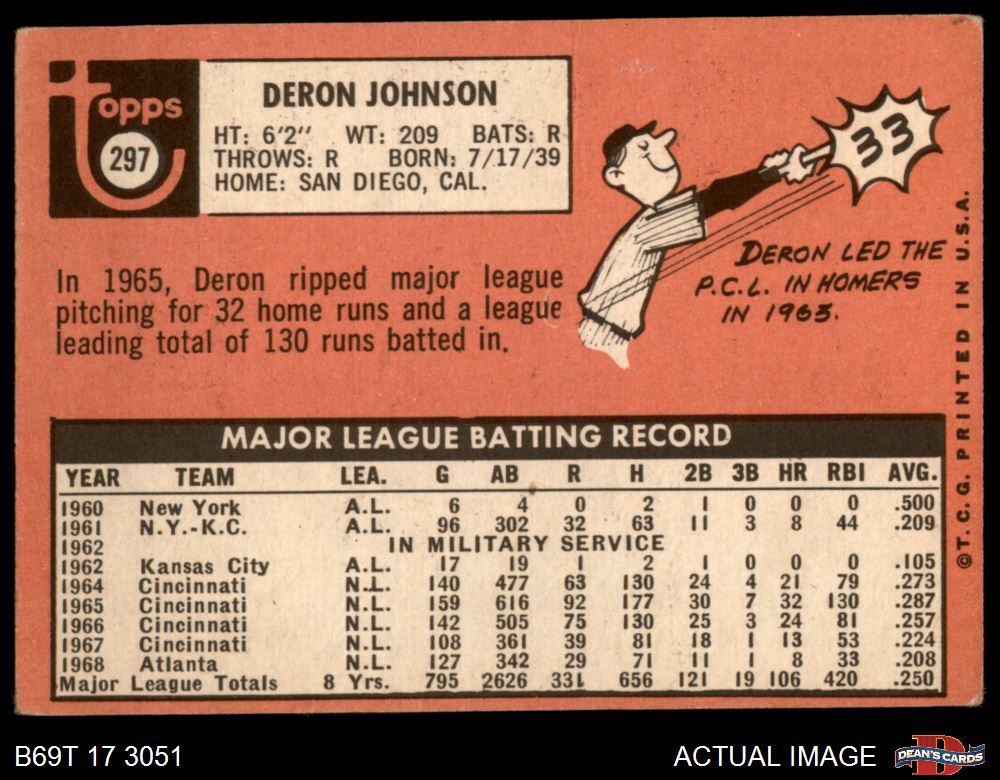 Topps
297
DERON JOHNSON
HT: 6'2" WT: 209 BATS: R
THROWS: R BORN: 7/17/39
HOME: SAN DIEGO, CAL.
33
DERON LED THE
P.C.L. IN HOMERS
IN 1963.
In 1965, Deron ripped major league
pitching for 32 home runs and a league
leading total of 130 runs batted in.
MAJOR LEAGUE BATTING RECORD
YEAR TEAM LEA. G AB R H 2B 3B HR RBI AVG.
1960 New York A.L. 6 4 0 2 1 0 0 0 .500
1961 N.Y.-K.C. A.L. 96 302 32 63 11 3 8 44 .209
1962 IN MILITARY SERVICE
1962 Kansas City A.L. 17 19 1 2 1 0 0 0 .105
1964 Cincinnati N.L. 140 477 63 130 24 4 21 79 .273
1965 Cincinnati N.L. 159 616 92 177 30 7 32 130 .287
1966 Cincinnati N.L. 142 505 75 130 25 3 24 81 .257
1967 Cincinnati N.L. 108 361 39 81 18 1 13 53 .224
1968 Atlanta N.L. 127 342 29 71 11 1 8 33 .208
Major League Totals 8 Yrs. 795 2626 331 656 121 19 106 420 .250
©T.C.G. PRINTED IN U.S.A.
B69T 17 3051
ACTUAL IMAGE
D
DEAN'S CARDS